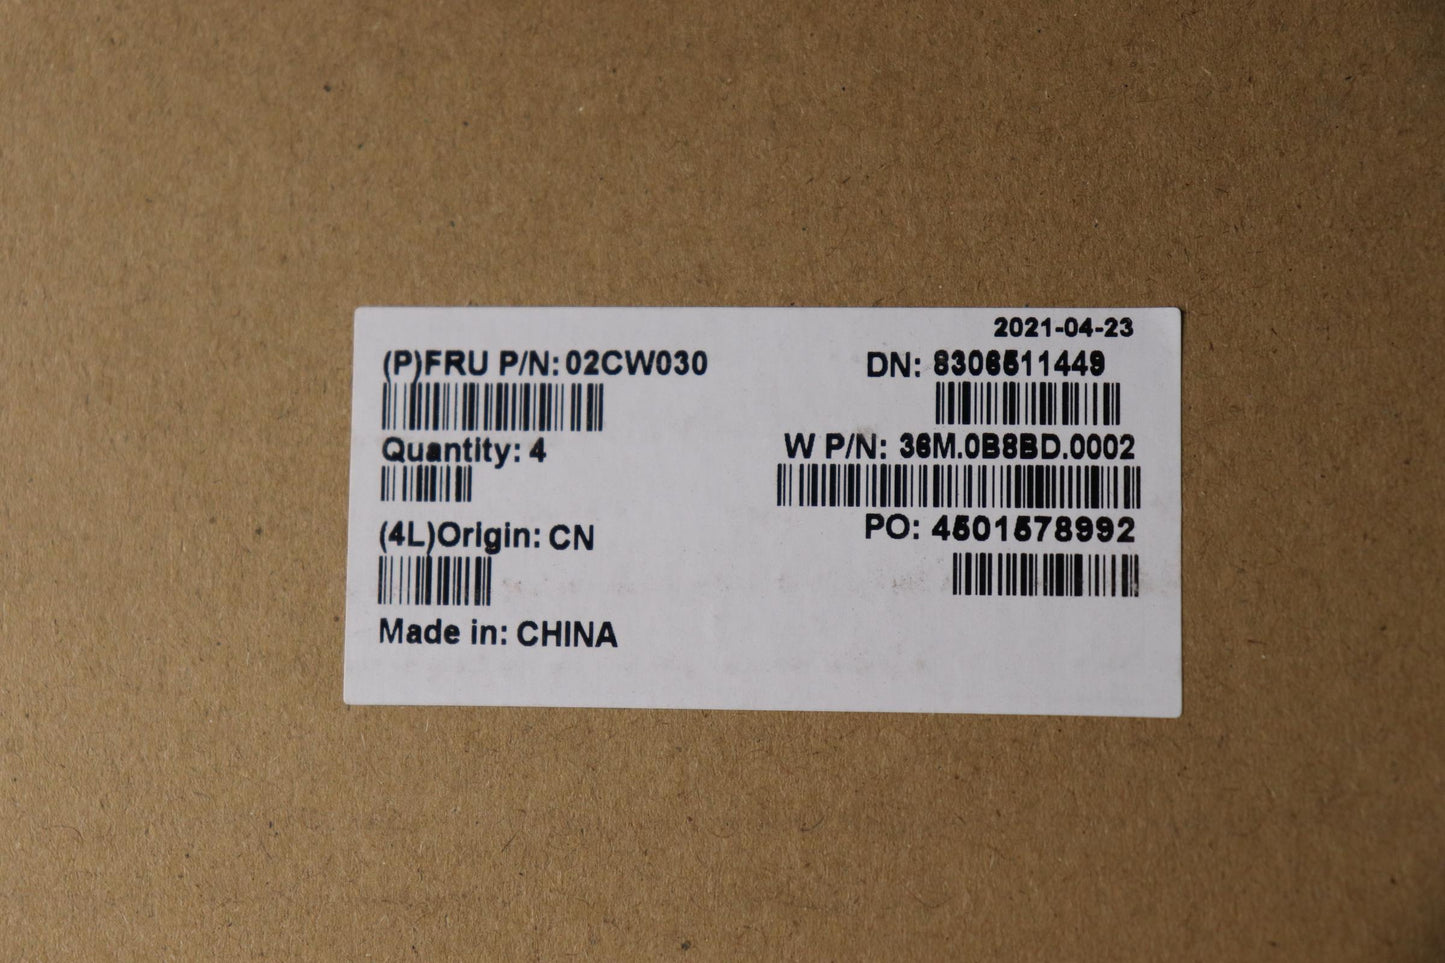 2021-04-23
(P)FRU P/N: 02CW030
DN: 8306511449
Quantity: 4
W P/N: 36M.0B8BD.0002
(4L)Origin: CN
PO: 4501578992
Made in: CHINA